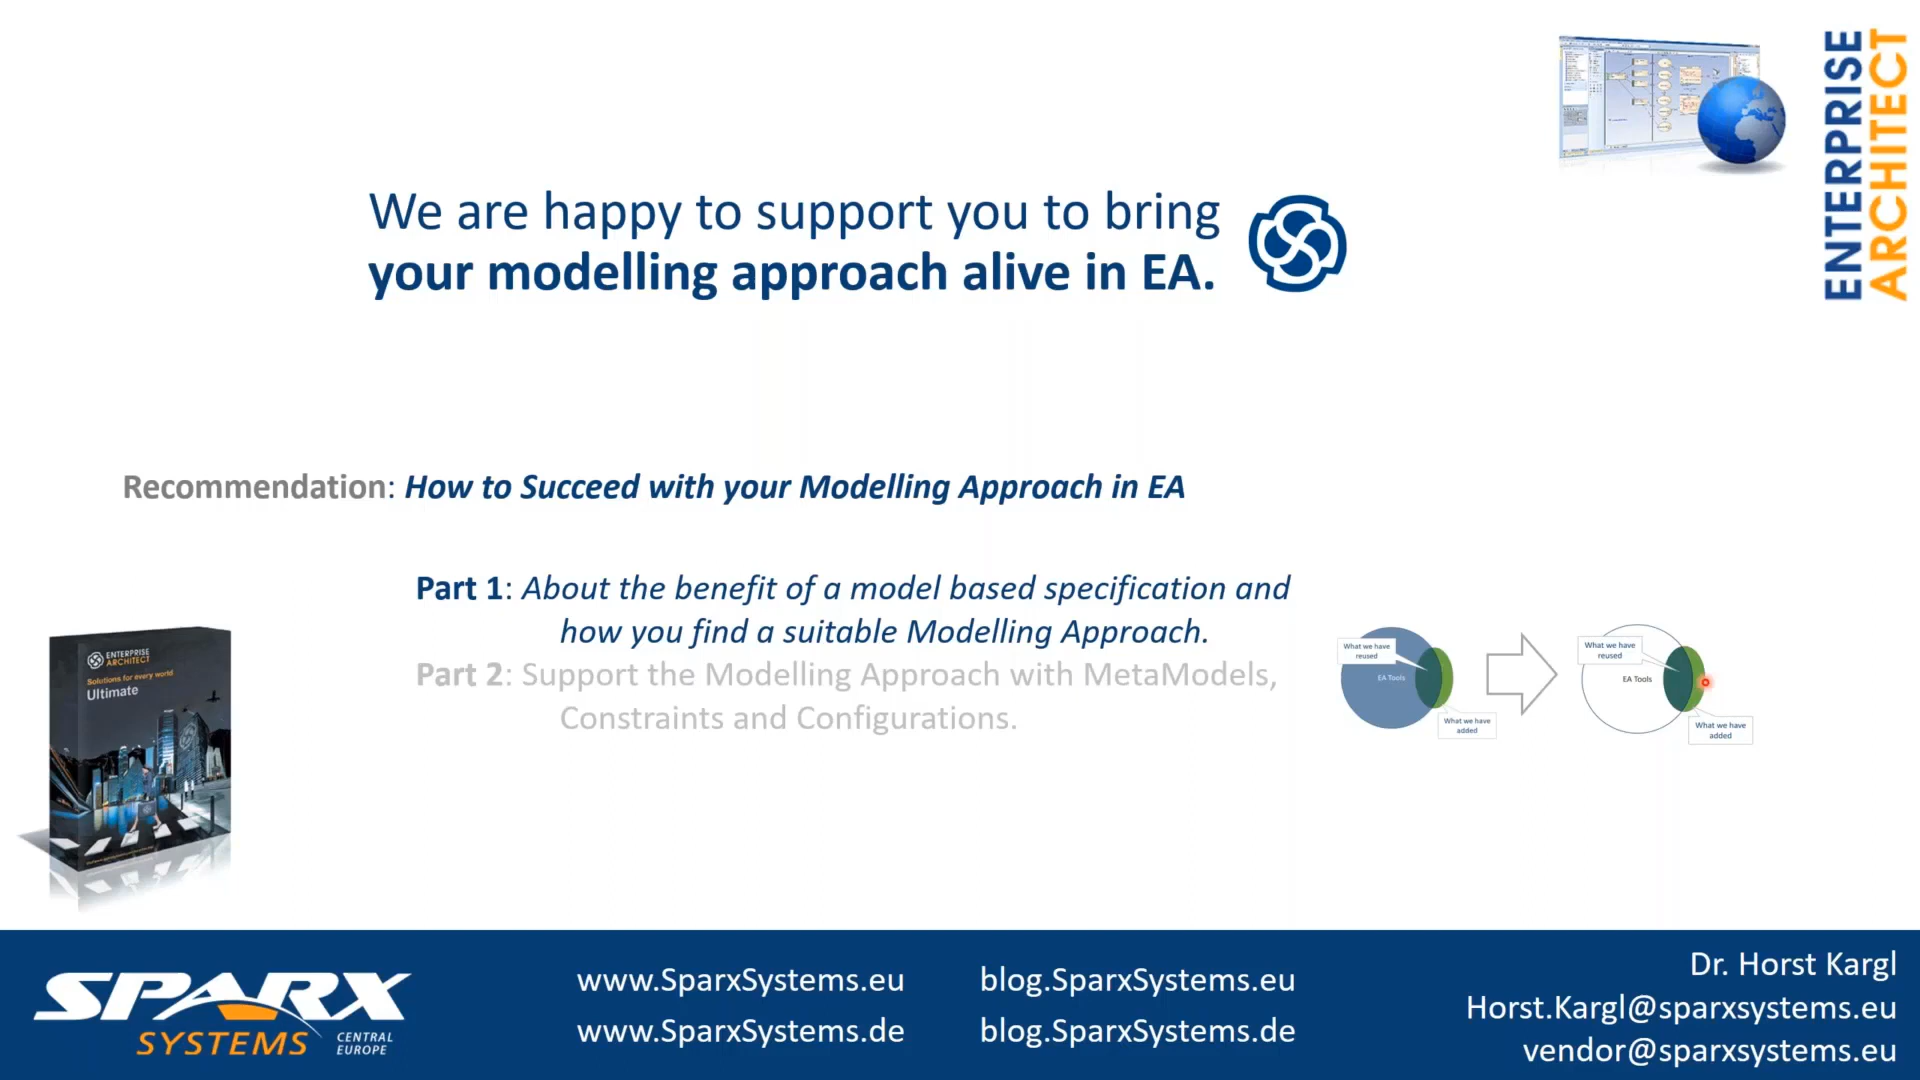 ENTERPRISE
ARCHITECT
We are happy to support you to bring
your modelling approach alive in EA.
Recommendation: How to Succeed with your Modelling Approach in EA
Part 1: About the benefit of a model based specification and
how you find a suitable Modelling Approach.
Part 2: Support the Modelling Approach with MetaModels,
Constraints and Configurations.
What we have
reused
EA Tools
What we have
added
What we have
reused
EA Tools
What we have
added
ENTERPRISE
ARCHITECT
Solutions for every world
Ultimate
SPARX
SYSTEMS
CENTRAL
EUROPE
www.SparxSystems.eu
www.SparxSystems.de
blog.SparxSystems.eu
blog.SparxSystems.de
Dr. Horst Kargl
Horst.Kargl@sparxsystems.eu
vendor@sparxsystems.eu